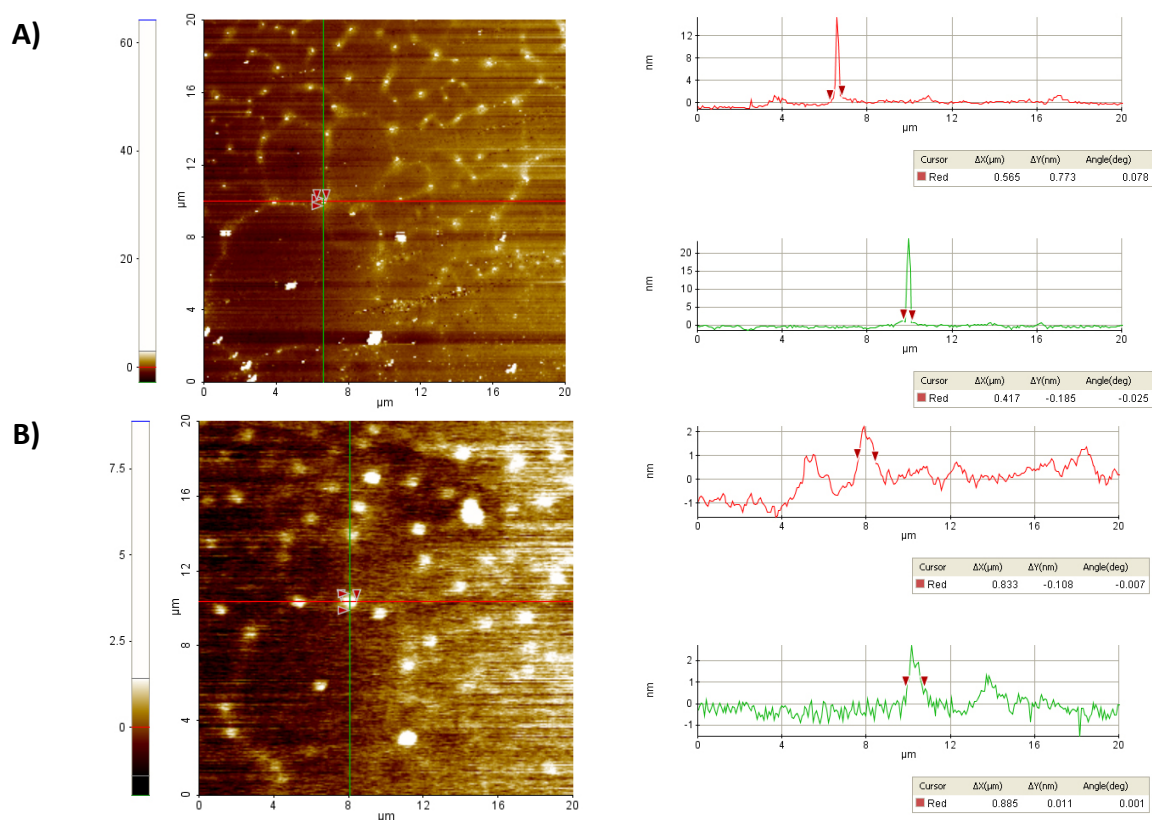 A)
60
40
20
0
20
16
12
8
4
0
µm
0 4 8 12 16 20
µm
nm
12
8
4
0
0 4 8 12 16 20
µm
Cursor ΔX(µm) ΔY(nm) Angle(deg)
Red 0.565 0.773 0.078
nm
20
15
10
5
0
0 4 8 12 16 20
µm
Cursor ΔX(µm) ΔY(nm) Angle(deg)
Red 0.417 -0.185 -0.025
B)
7.5
5
2.5
0
20
16
12
8
4
0
µm
0 4 8 12 16 20
µm
nm
2
1
0
-1
0 4 8 12 16 20
µm
Cursor ΔX(µm) ΔY(nm) Angle(deg)
Red 0.833 -0.108 -0.007
nm
2
1
0
-1
0 4 8 12 16 20
µm
Cursor ΔX(µm) ΔY(nm) Angle(deg)
Red 0.885 0.011 0.001